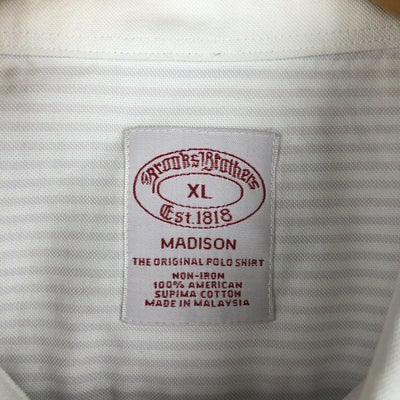 Brooks Brothers
XL
Est. 1818
MADISON
THE ORIGINAL POLO SHIRT
NON-IRON
100% AMERICAN
SUPIMA COTTON
MADE IN MALAYSIA